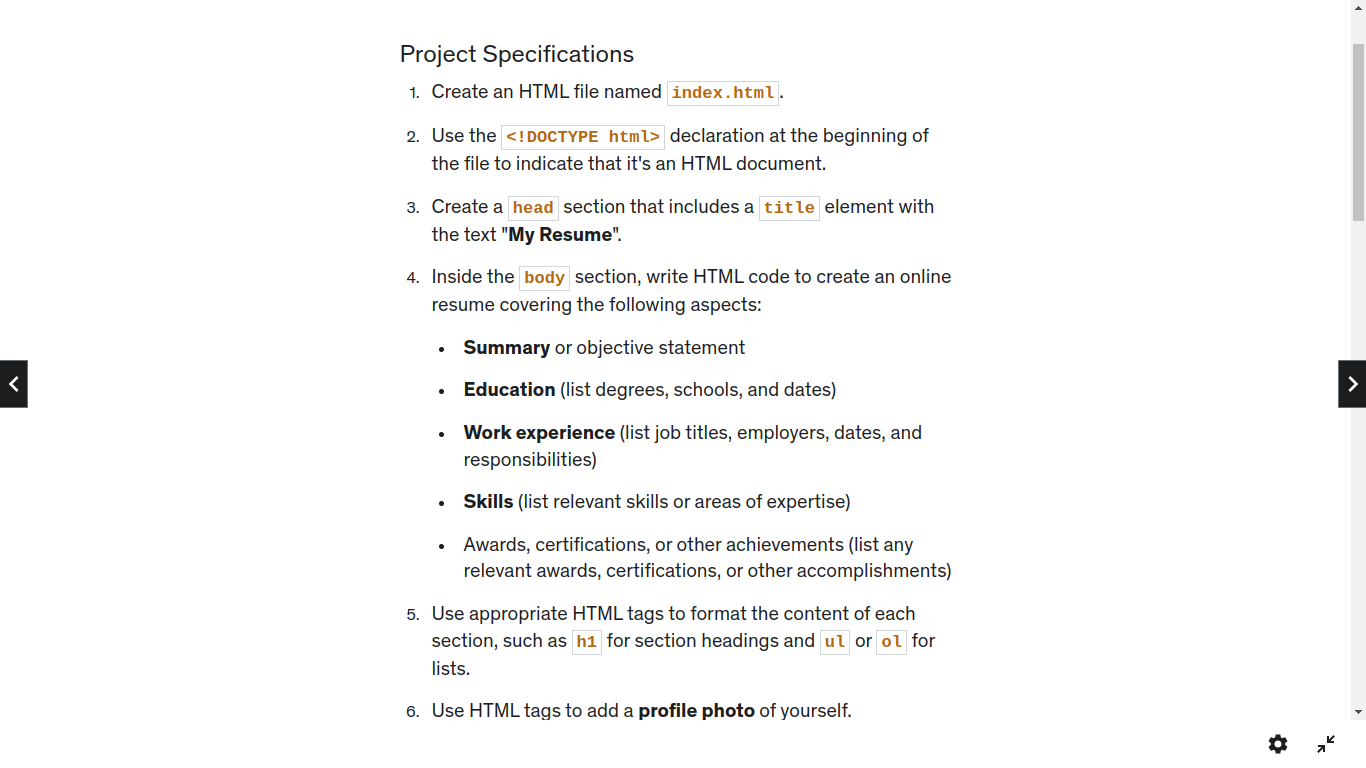 Project Specifications
1. Create an HTML file named index.html.
2. Use the <!DOCTYPE html> declaration at the beginning of
the file to indicate that it's an HTML document.
3. Create a head section that includes a title element with
the text "My Resume".
4. Inside the body section, write HTML code to create an online
resume covering the following aspects:
• Summary or objective statement
• Education (list degrees, schools, and dates)
• Work experience (list job titles, employers, dates, and
responsibilities)
• Skills (list relevant skills or areas of expertise)
• Awards, certifications, or other achievements (list any
relevant awards, certifications, or other accomplishments)
5. Use appropriate HTML tags to format the content of each
section, such as h1 for section headings and ul or ol for
lists.
6. Use HTML tags to add a profile photo of yourself.